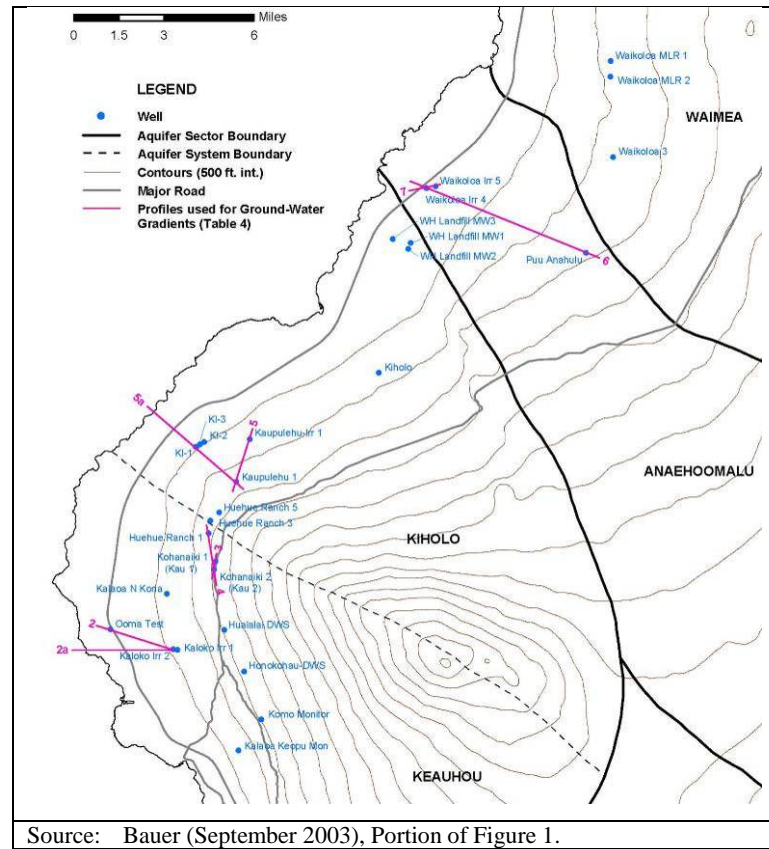 Miles
0 1.5 3 6
LEGEND
Well
Aquifer Sector Boundary
Aquifer System Boundary
Contours (500 ft. int.)
Major Road
Profiles used for Ground-Water
Gradients (Table 4)
Waikoloa MLR 1
Waikoloa MLR 2
WAIMEA
Waikoloa 3
7
Waikoloa Irr 5
Waikoloa Irr 4
WH Landfill MW3
WH Landfill MW1
WH Landfill MW2
Puu Anahulu
6
Kiholo
5a
KI-3
KI-2
KI-1
5
Kaupulehu-Irr 1
Kaupulehu 1
ANAEHOOMALU
Huehue Ranch 5
Huehue Ranch 3
Huehue Ranch 1
KIHOLO
3
Kohanaiki 1
(Kau 1)
Kohanaiki 2
(Kau 2)
4
Kalaoa N Kona
2
Ooma Test
Hualalai DWS
2a
Kaloko Irr 2
Kaloko Irr 1
Honokohau-DWS
Komo Monitor
Kalaoa Keopu Mon
KEAUHOU
Source: Bauer (September 2003), Portion of Figure 1.